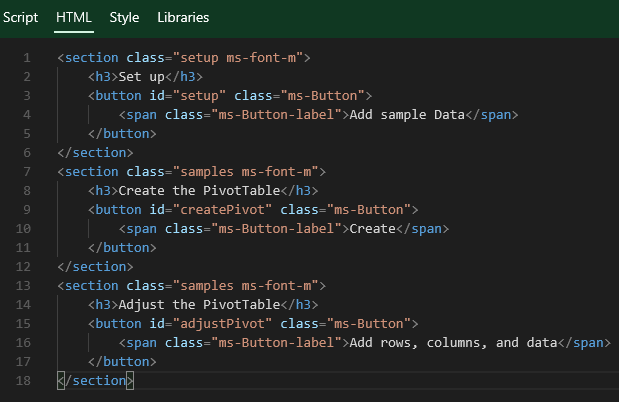 Script HTML Style Libraries
1 <section class="setup ms-font-m">
2     <h3>Set up</h3>
3     <button id="setup" class="ms-Button">
4         <span class="ms-Button-label">Add sample Data</span>
5     </button>
6 </section>
7 <section class="samples ms-font-m">
8     <h3>Create the PivotTable</h3>
9     <button id="createPivot" class="ms-Button">
10         <span class="ms-Button-label">Create</span>
11     </button>
12 </section>
13 <section class="samples ms-font-m">
14     <h3>Adjust the PivotTable</h3>
15     <button id="adjustPivot" class="ms-Button">
16         <span class="ms-Button-label">Add rows, columns, and data</span>
17     </button>
18 </section>